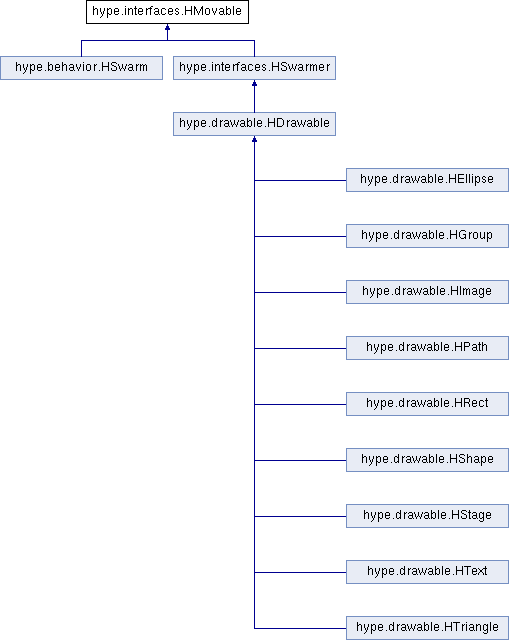 hype.interfaces.HMovable
hype.behavior.HSwarm
hype.interfaces.HSwarmer
hype.drawable.HDrawable
hype.drawable.HEllipse
hype.drawable.HGroup
hype.drawable.HImage
hype.drawable.HPath
hype.drawable.HRect
hype.drawable.HShape
hype.drawable.HStage
hype.drawable.HText
hype.drawable.HTriangle